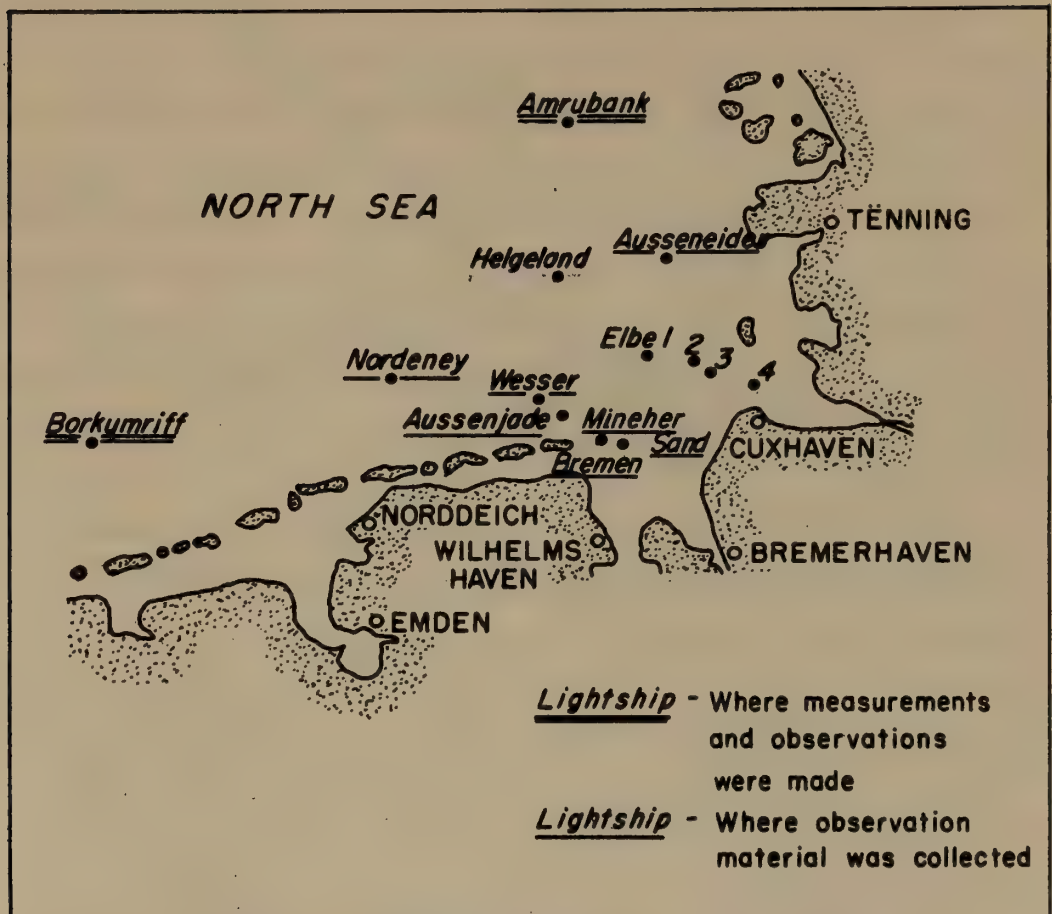 Amrubank
NORTH SEA
TËNNING
Ausseneider
Helgeland
Elbe 1 2 3 4
Nordeney
Wesser
Borkumriff
Aussenjade
Mineher
Sand
CUXHAVEN
Bremen
NORDDEICH
WILHELMS
HAVEN
BREMERHAVEN
EMDEN
Lightship - Where measurements
and observations
were made
Lightship - Where observation
material was collected